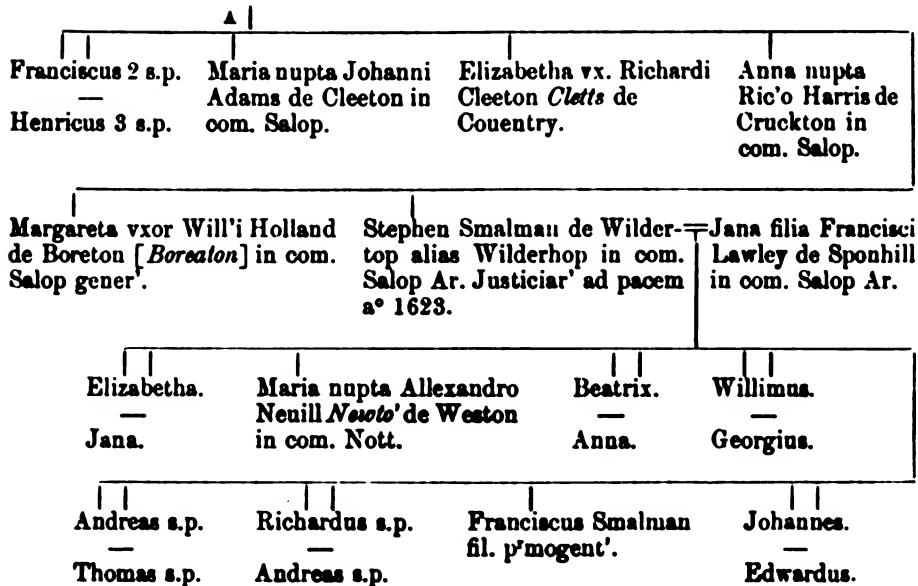 A
Franciscus 2 s.p.
—
Henricus 3 s.p.
Maria nupta Johanni
Adams de Cleeton in
com. Salop.
Elizabetha vx. Richardi
Cleeton Cletts de
Couentry.
Anna nupta
Ric'o Harris de
Cruckton in
com. Salop.
Margareta vxor Will'i Holland
de Boreton [Boreaton] in com.
Salop gener'.
Stephen Smalman de Wilder-
top alias Wilderhop in com.
Salop Ar. Justiciar' ad pacem
a° 1623.
Jana filia Francisci
Lawley de Sponhill
in com. Salop Ar.
Elizabetha.
—
Jana.
Maria nupta Allexandro
Neuill Newto' de Weston
in com. Nott.
Beatrix.
—
Anna.
Willimus.
—
Georgius.
Andreas s.p.
—
Thomas s.p.
Richardus s.p.
—
Andreas s.p.
Franciscus Smalman
fil. pʳmogent'.
Johannes.
—
Edwardus.